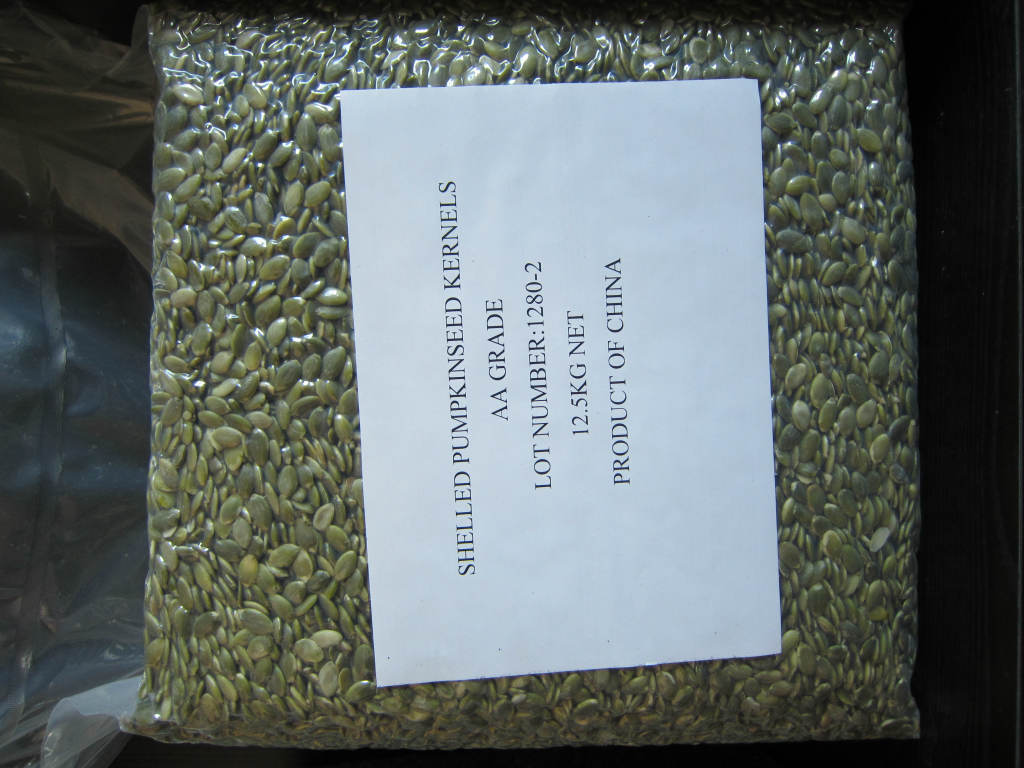 SHELLED PUMPKINSEED KERNELS
AA GRADE
LOT NUMBER:1280-2
12.5KG NET
PRODUCT OF CHINA